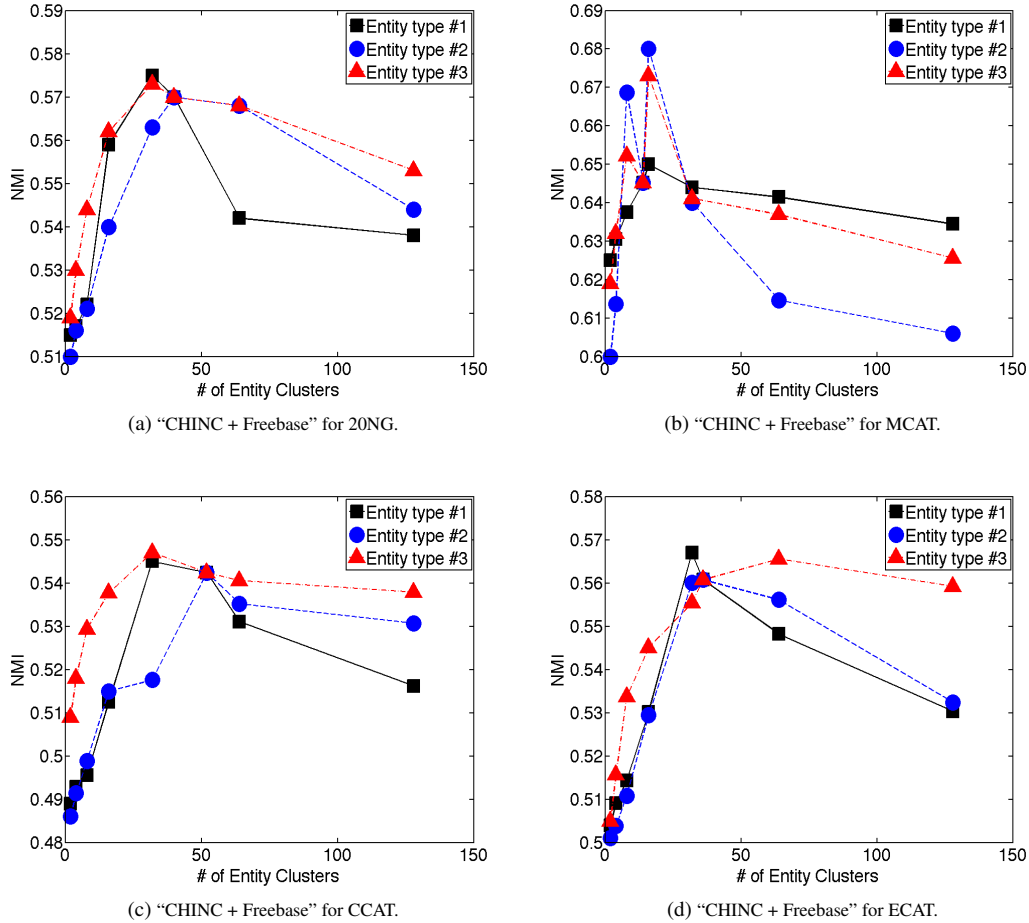 0.59
0.58
0.57
0.56
0.55
0.54
0.53
0.52
0.51
NMI
0
50
100
150
# of Entity Clusters
Entity type #1
Entity type #2
Entity type #3
(a) “CHINC + Freebase” for 20NG.
0.69
0.68
0.67
0.66
0.65
0.64
0.63
0.62
0.61
0.6
NMI
0
50
100
150
# of Entity Clusters
Entity type #1
Entity type #2
Entity type #3
(b) “CHINC + Freebase” for MCAT.
0.56
0.55
0.54
0.53
0.52
0.51
0.5
0.49
0.48
NMI
0
50
100
150
# of Entity Clusters
Entity type #1
Entity type #2
Entity type #3
(c) “CHINC + Freebase” for CCAT.
0.58
0.57
0.56
0.55
0.54
0.53
0.52
0.51
0.5
NMI
0
50
100
150
# of Entity Clusters
Entity type #1
Entity type #2
Entity type #3
(d) “CHINC + Freebase” for ECAT.